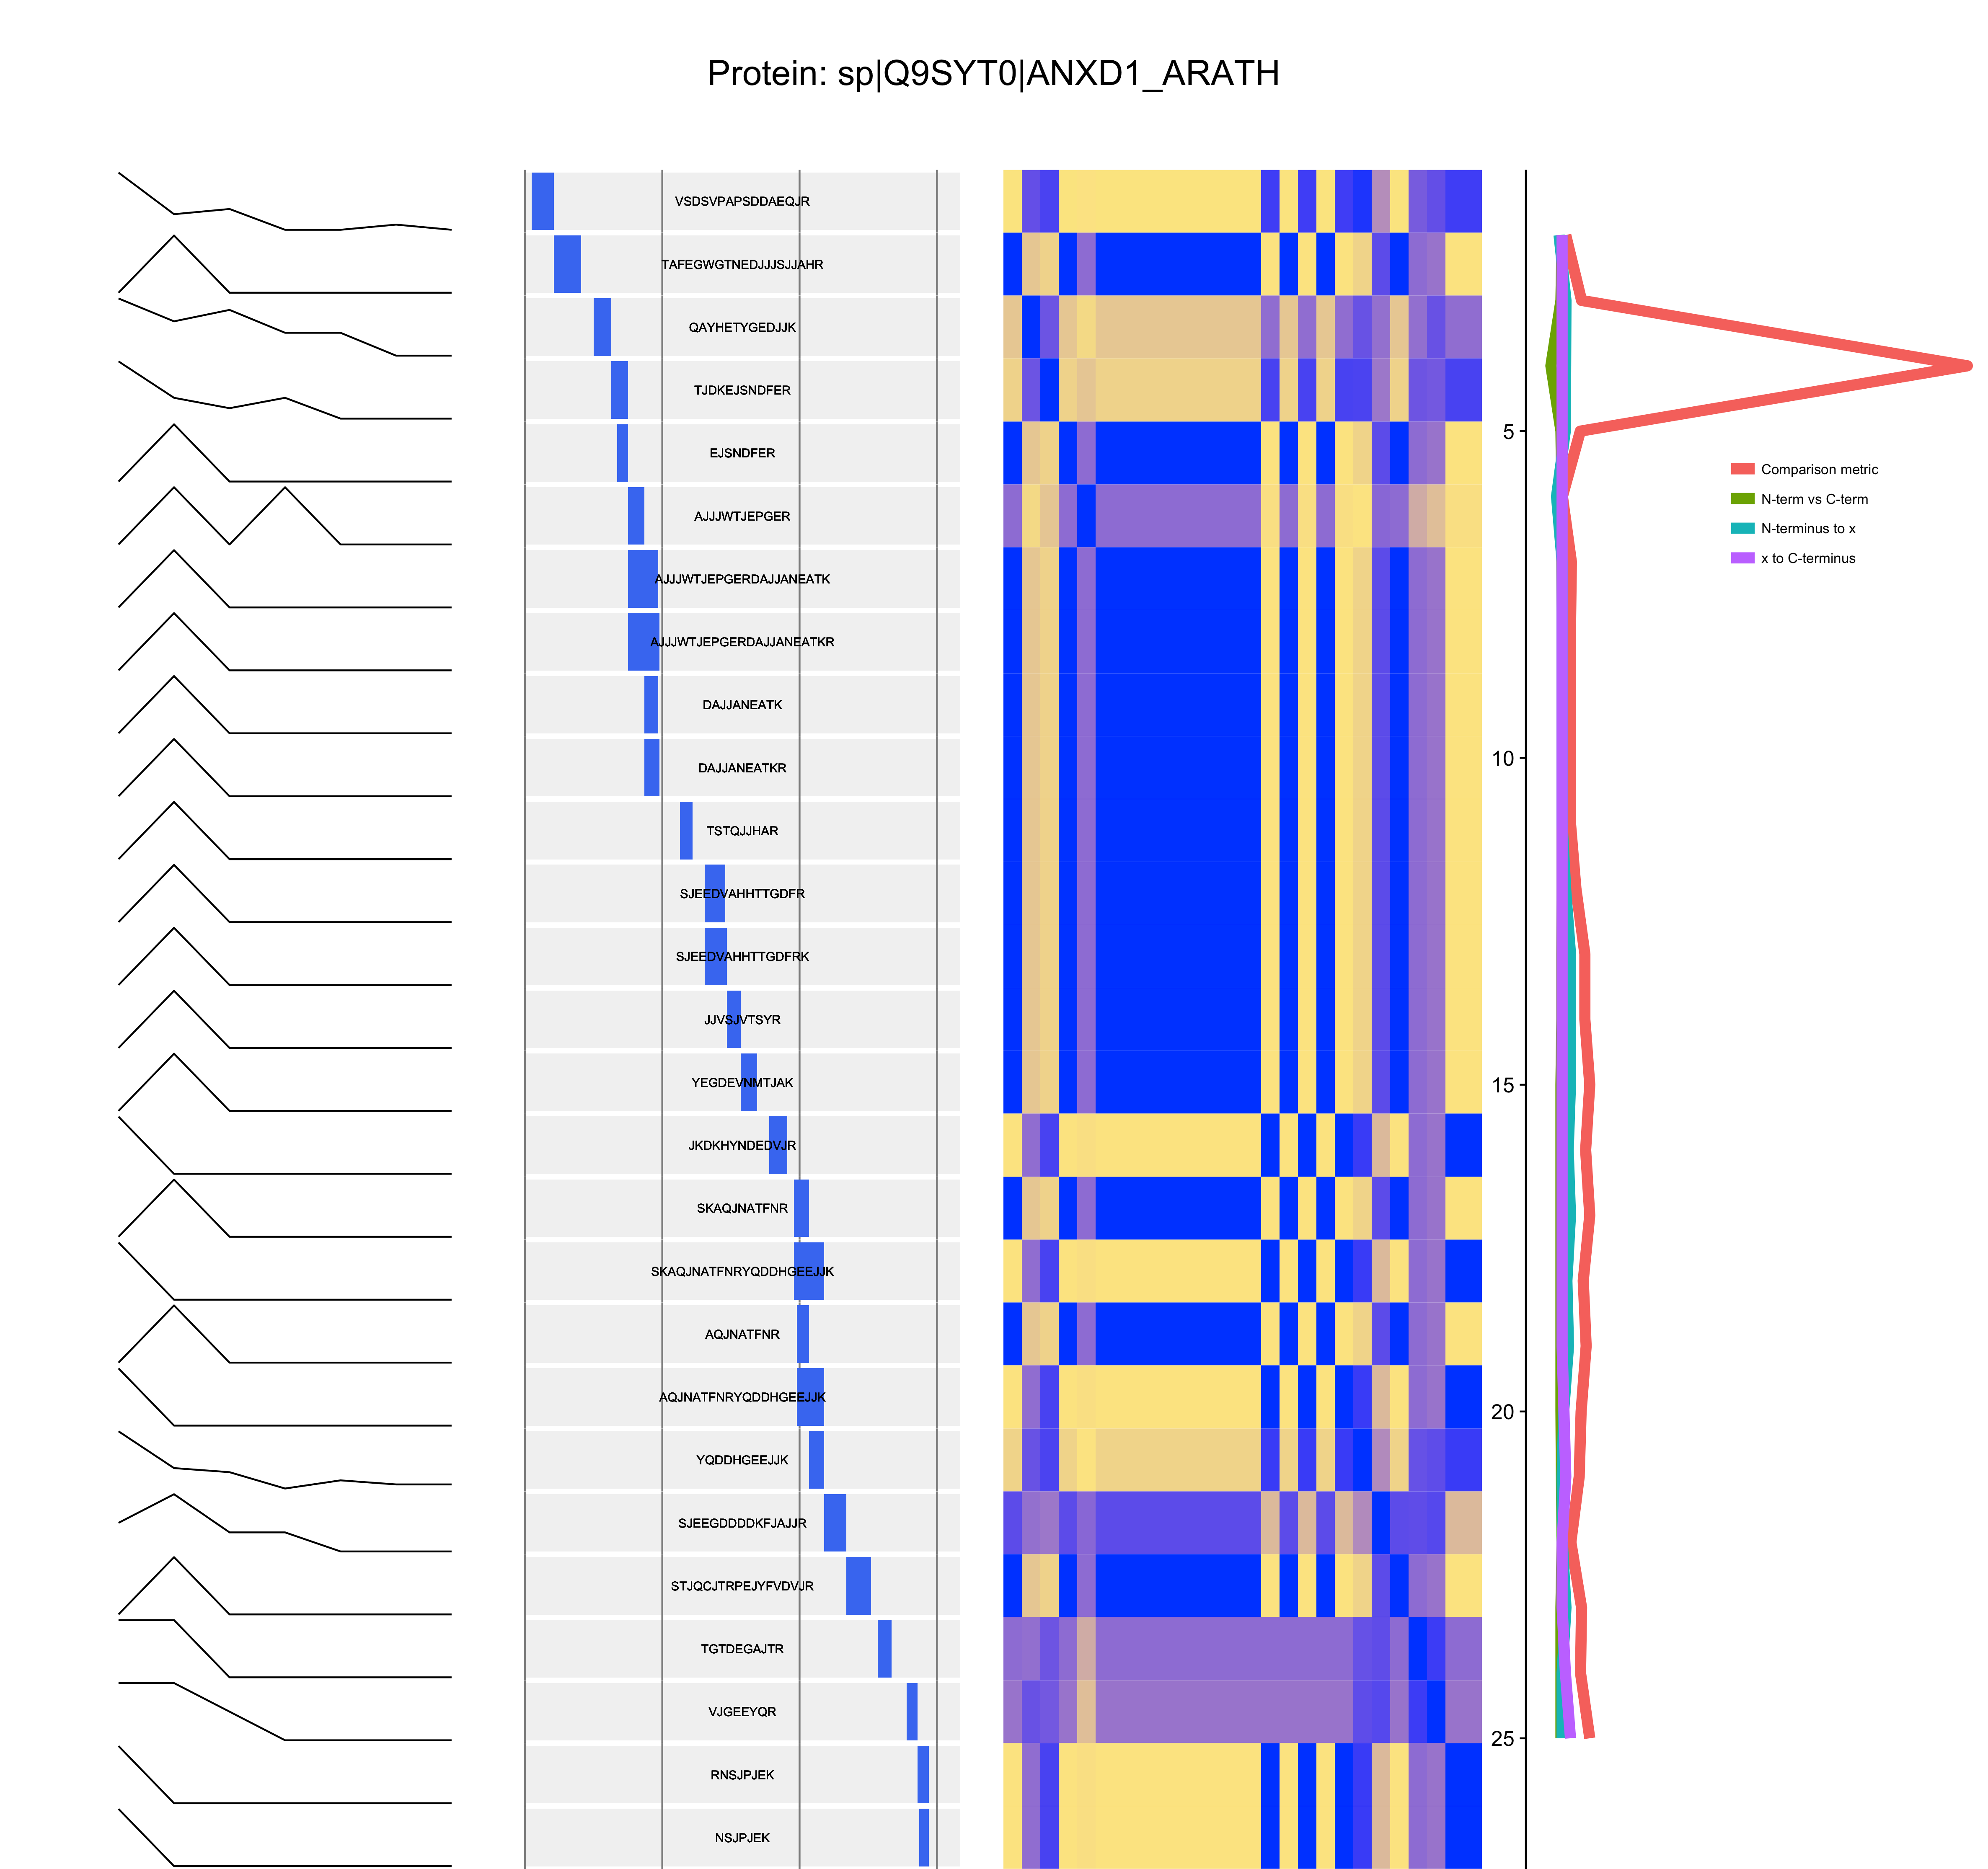 Protein: sp|Q9SYT0|ANXD1_ARATH
VSDSVPAPSDDAEQJR
TAFEGWGTNEDJJJSJJAHR
QAYHETYGEDJJK
TJDKEJSNDFER
EJSNDFER
AJJJWTJEPGER
AJJJWTJEPGERDAJJANEATK
AJJJWTJEPGERDAJJANEATKR
DAJJANEATK
DAJJANEATKR
TSTQJJHAR
SJEEDVAHHTTGDFR
SJEEDVAHHTTGDFRK
JJVSJVTSYR
YEGDEVNMTJAK
JKDKHYNDEDVJR
SKAQJNATFNR
SKAQJNATFNRYQDDHGEEJJK
AQJNATFNR
AQJNATFNRYQDDHGEEJJK
YQDDHGEEJJK
SJEEGDDDDKFJAJJR
STJQCJTRPEJYFVDVJR
TGTDEGAJTR
VJGEEYQR
RNSJPJEK
NSJPJEK
5
10
15
20
25
Comparison metric
N-term vs C-term
N-terminus to x
x to C-terminus